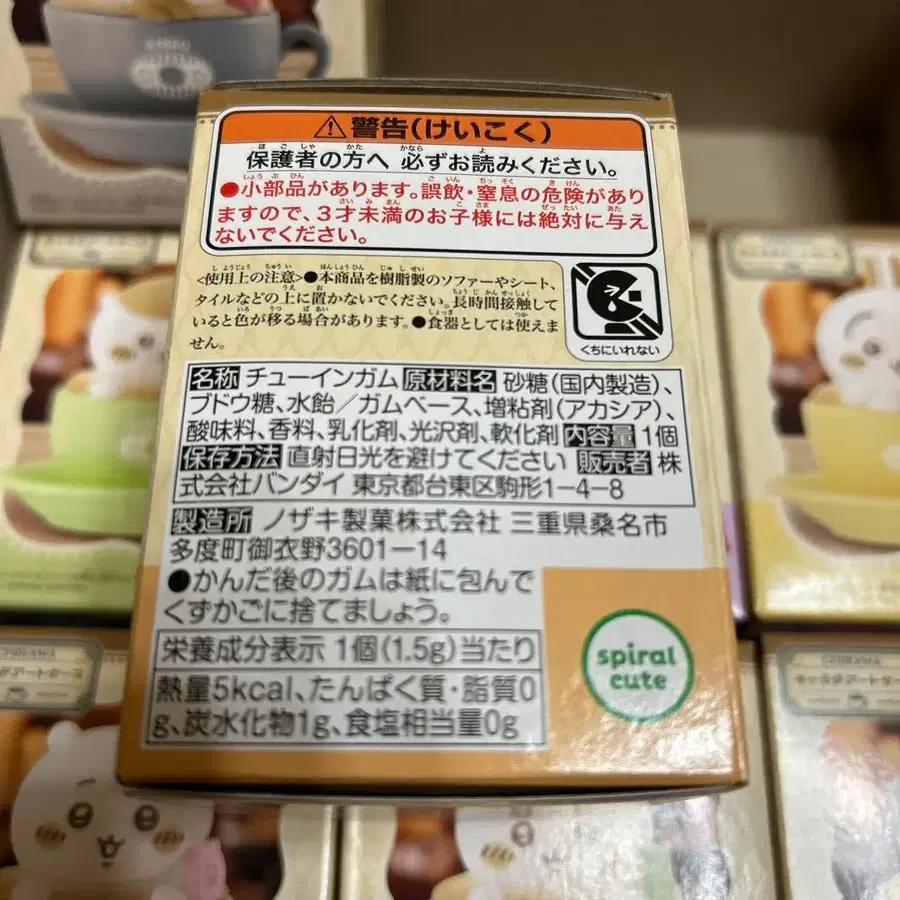 ⚠警告(けいこく)
保護者の方へ 必ずお読みください。
●小部品があります。誤飲・窒息の危険があり
ますので、3才未満のお子様には絶対に与え
ないでください。
<使用上の注意>●本商品を樹脂製のソファーやシート、
タイルなどの上に置かないでください。長時間接触して
いると色が移る場合があります。●食器としては使えま
せん。
くちにいれない
名称 チューインガム 原材料名 砂糖(国内製造)、
ブドウ糖、水飴/ガムベース、増粘剤(アカシア)、
酸味料、香料、乳化剤、光沢剤、軟化剤 内容量 1個
保存方法 直射日光を避けてください 販売者 株
式会社バンダイ 東京都台東区駒形1-4-8
製造所 ノザキ製菓株式会社 三重県桑名市
多度町御衣野3601-14
●かんだ後のガムは紙に包んで
くずかごに捨てましょう。
栄養成分表示 1個(1.5g)当たり
熱量5kcal、たんぱく質・脂質0
g、炭水化物1g、食塩相当量0g
spiral
cute